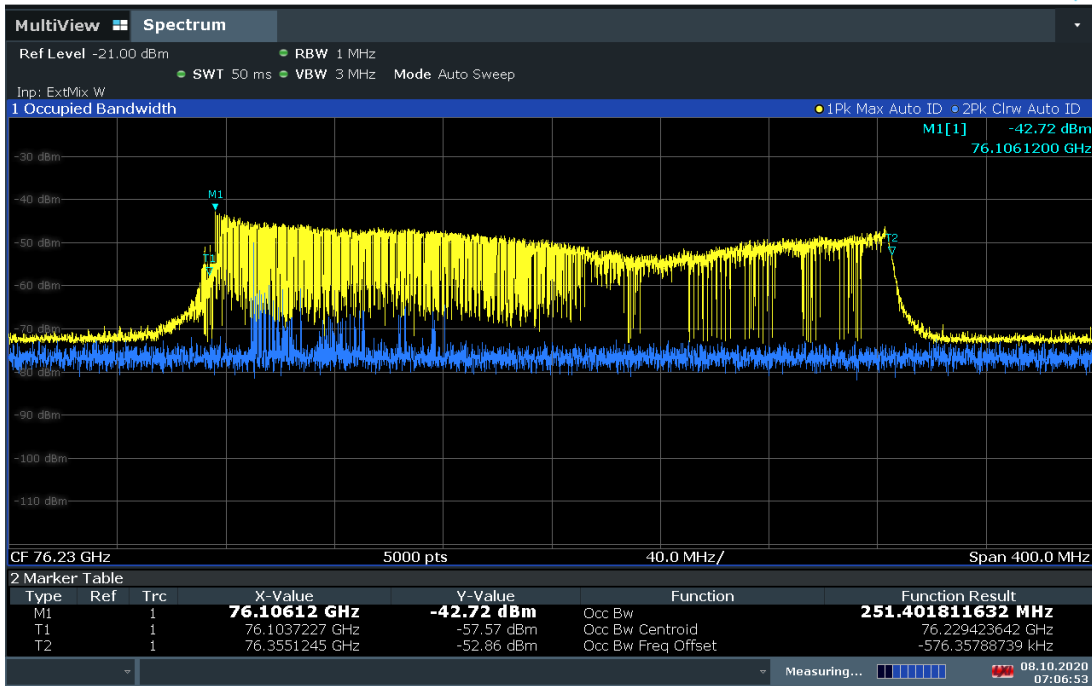 MultiView Spectrum
Ref Level -21.00 dBm RBW 1 MHz
SWT 50 ms VBW 3 MHz Mode Auto Sweep
Inp: ExtMix W
1 Occupied Bandwidth 1Pk Max Auto ID 2Pk Clrw Auto ID
M1[1] -42.72 dBm
76.1061200 GHz
-30 dBm
M1
-40 dBm
-50 dBm
T2
T1
-60 dBm
-70 dBm
-80 dBm
-90 dBm
-100 dBm
-110 dBm
CF 76.23 GHz 5000 pts 40.0 MHz/ Span 400.0 MHz
2 Marker Table
Type Ref Trc X-Value Y-Value Function Function Result
M1 1 76.10612 GHz -42.72 dBm Occ Bw 251.401811632 MHz
T1 1 76.1037227 GHz -57.57 dBm Occ Bw Centroid 76.229423642 GHz
T2 1 76.3551245 GHz -52.86 dBm Occ Bw Freq Offset -576.35788739 kHz
Measuring... 08.10.2020
07:06:53